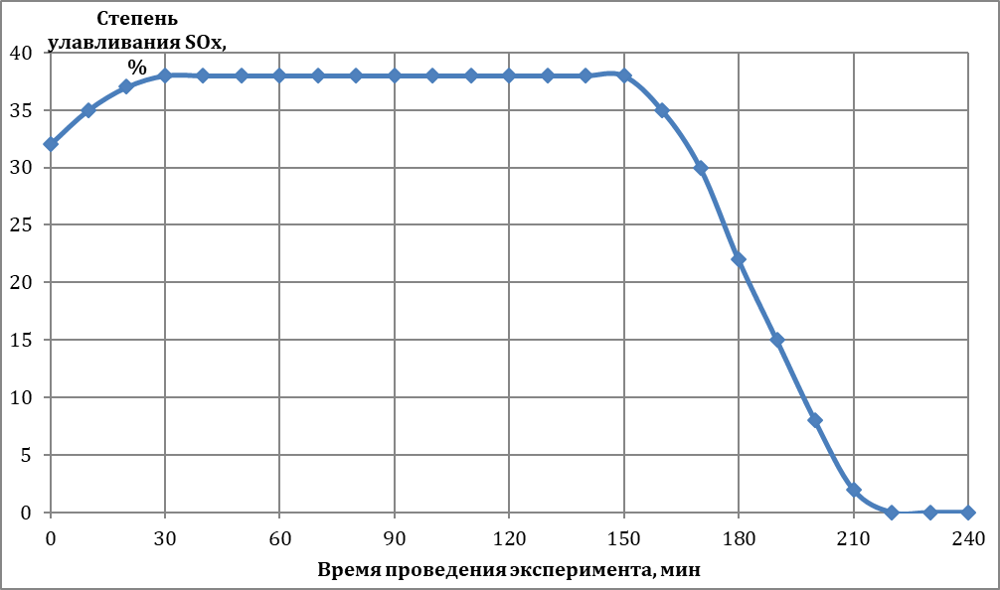 Степень
улавливания SOx,
%
40
35
30
25
20
15
10
5
0
0 30 60 90 120 150 180 210 240
Время проведения эксперимента, мин